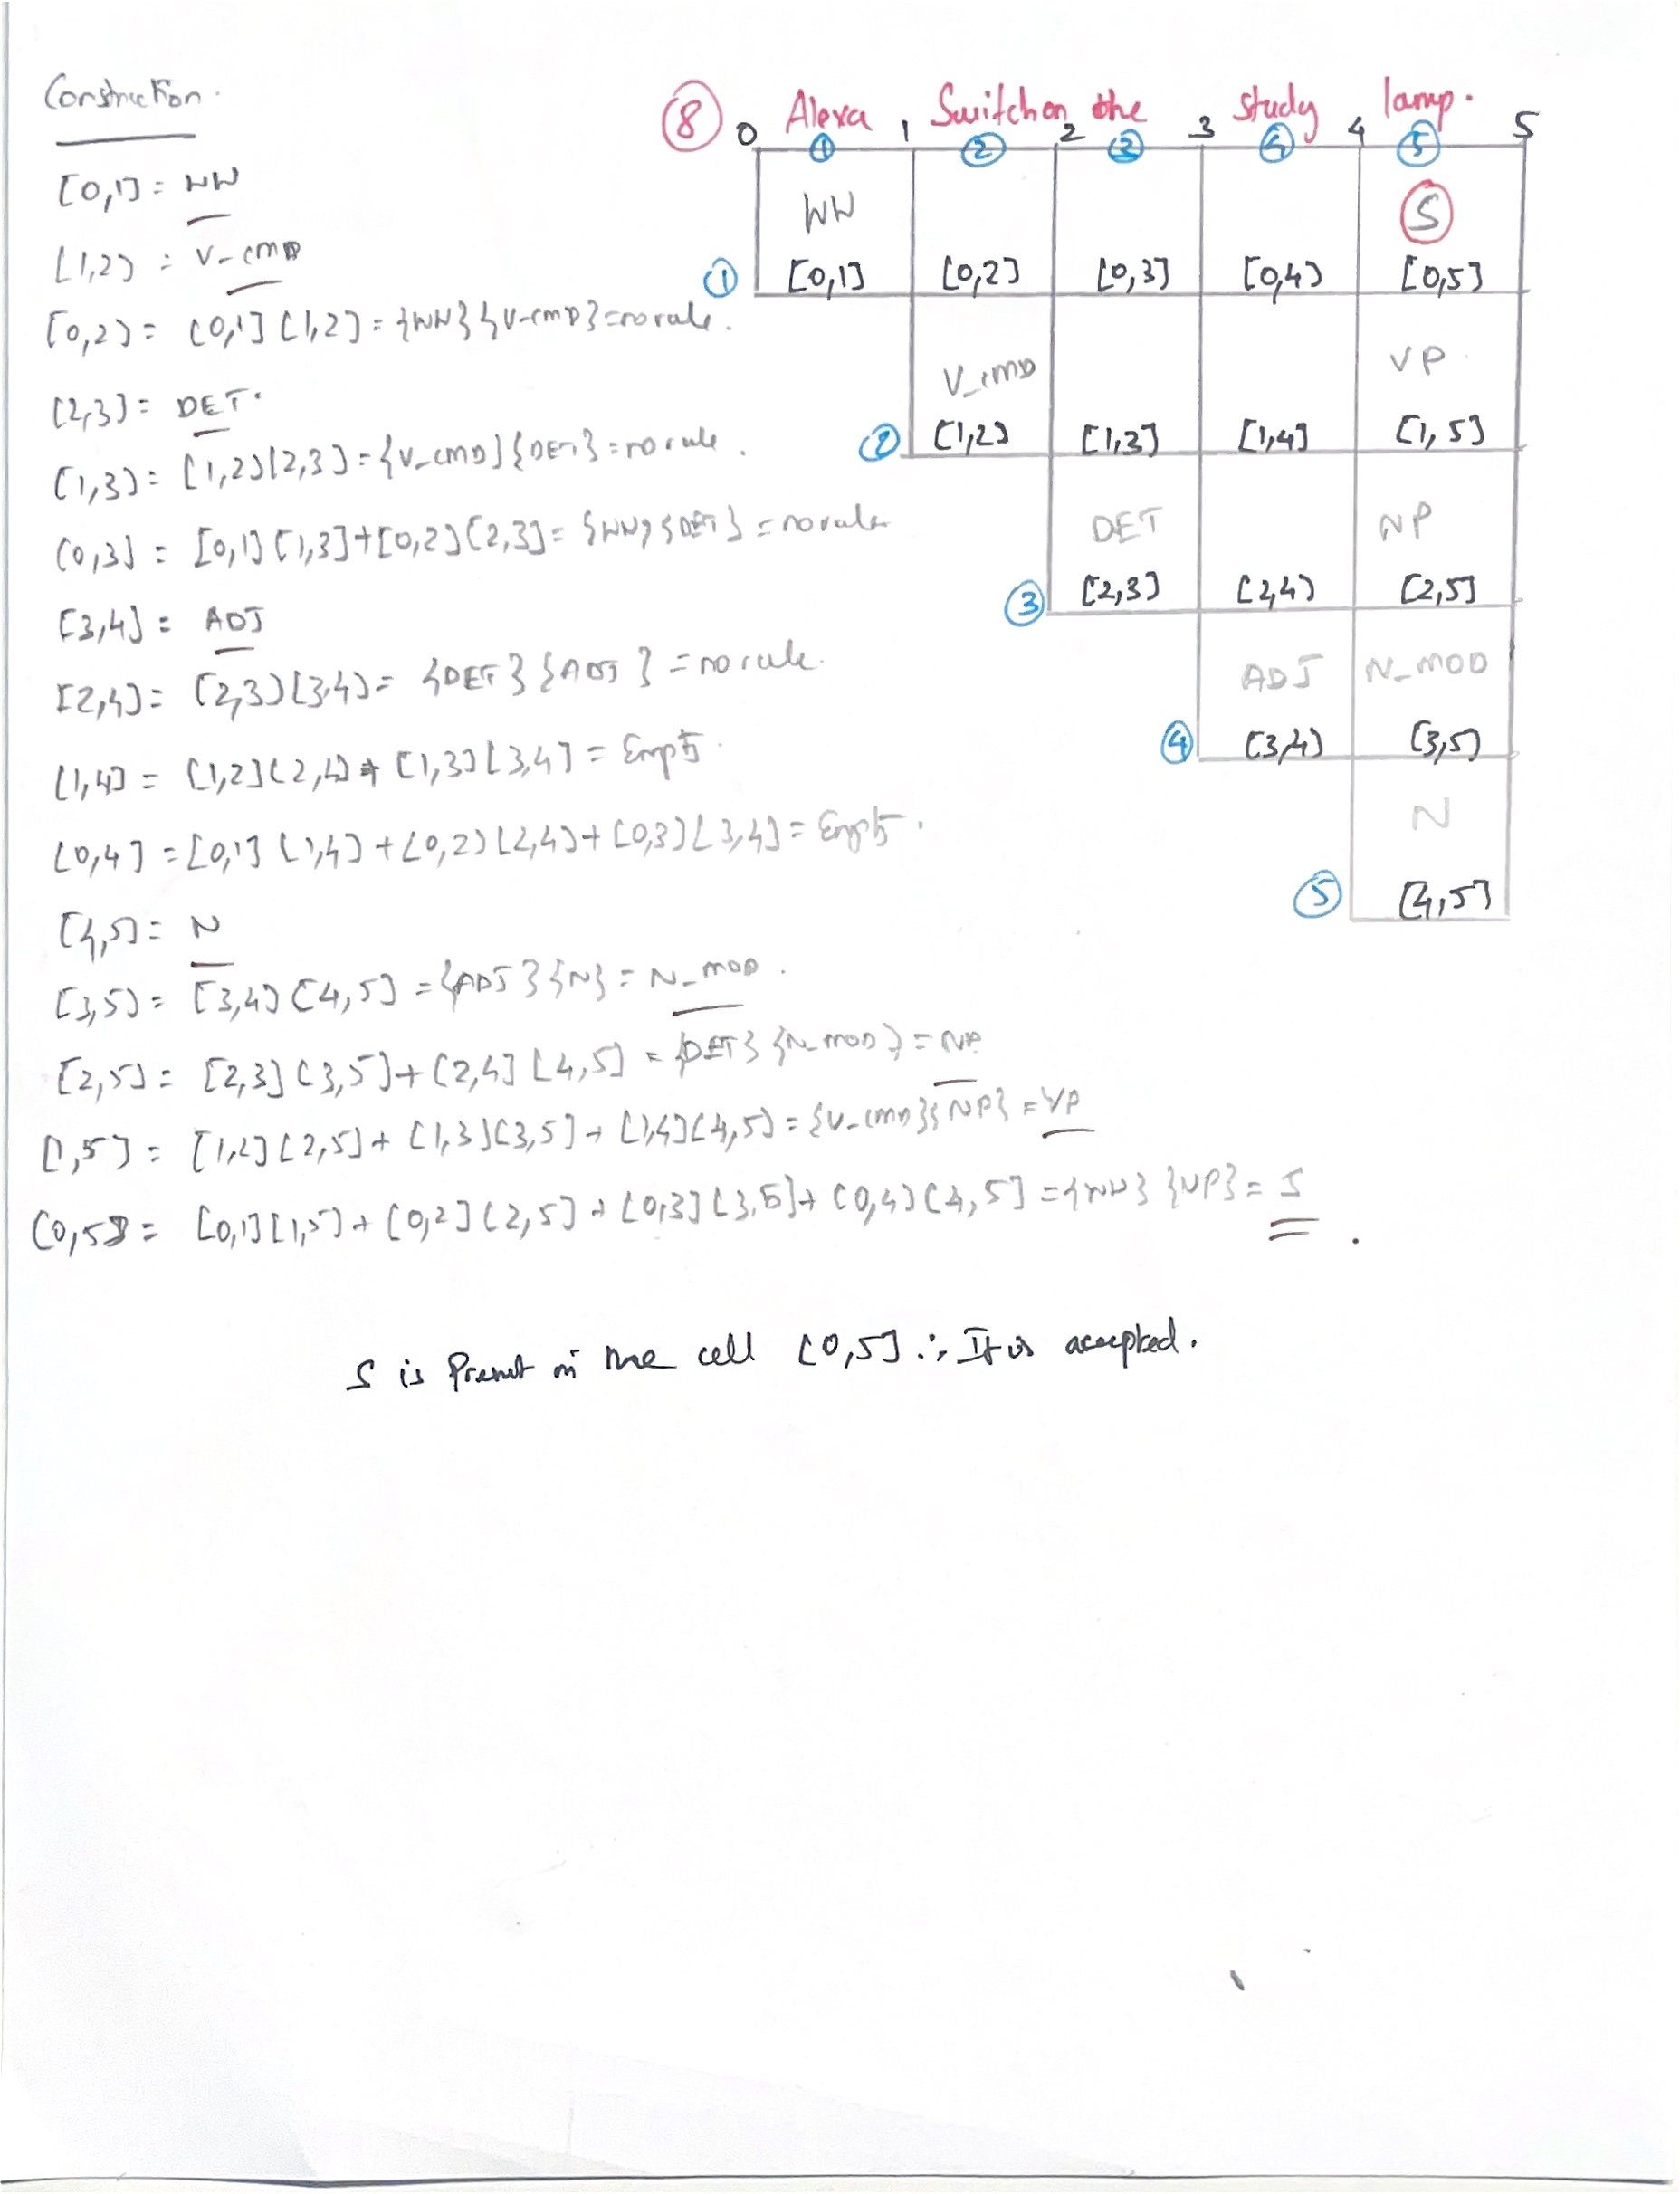 Construction.
⑧ Alexa Switch on the study lamp.
0 1 2 3 4 5
① ② ③ ④ ⑤
WW S
① [0,1] [0,2] [0,3] [0,4] [0,5]
V_CMD VP
② [1,2] [1,3] [1,4] [1,5]
DET NP
③ [2,3] [2,4] [2,5]
ADJ N_MOD
④ [3,4] [3,5]
N
⑤ [4,5]
[0,1] = WW
[1,2] = V_CMD
[0,2] = [0,1] [1,2] = {WW} {V_CMD} = no rule.
[2,3] = DET.
[1,3] = [1,2] [2,3] = {V_CMD} {DET} = no rule.
[0,3] = [0,1] [1,3] + [0,2] [2,3] = {WW} {DET} = no rule
[3,4] = ADJ
[2,4] = [2,3] [3,4] = {DET} {ADJ} = no rule.
[1,4] = [1,2] [2,4] + [1,3] [3,4] = Empty.
[0,4] = [0,1] [1,4] + [0,2] [2,4] + [0,3] [3,4] = Empty.
[4,5] = N
[3,5] = [3,4] [4,5] = {ADJ} {N} = N_MOD.
[2,5] = [2,3] [3,5] + [2,4] [4,5] = {DET} {N_MOD} = NP
[1,5] = [1,2] [2,5] + [1,3] [3,5] + [1,4] [4,5] = {V_CMD} {NP} = VP
[0,5] = [0,1] [1,5] + [0,2] [2,5] + [0,3] [3,5] + [0,4] [4,5] = {WW} {VP} = S.
S is Present in the cell [0,5] ∴ It is accepted.